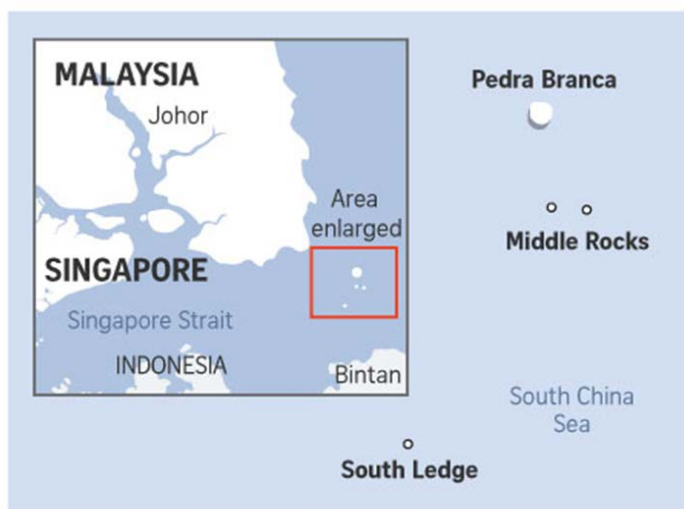 MALAYSIA
Johor
Area
enlarged
SINGAPORE
Singapore Strait
INDONESIA
Bintan
Pedra Branca
Middle Rocks
South China
Sea
South Ledge